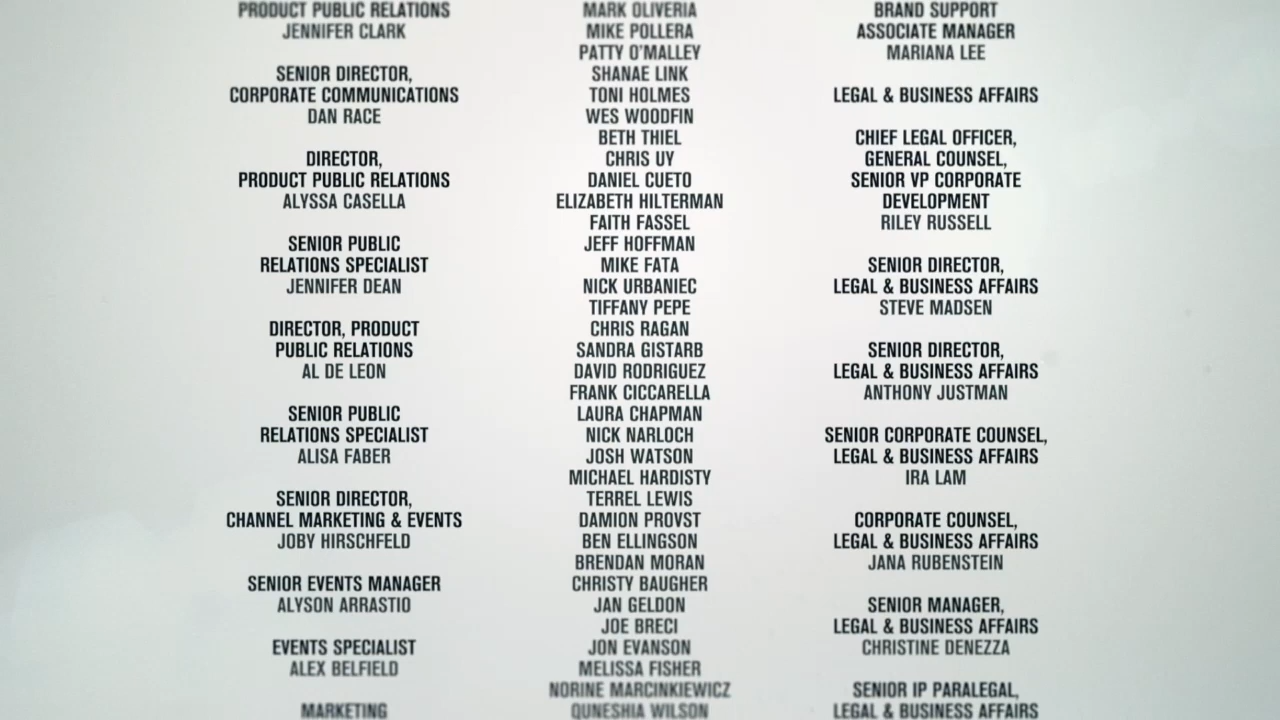 PRODUCT PUBLIC RELATIONS
JENNIFER CLARK
SENIOR DIRECTOR,
CORPORATE COMMUNICATIONS
DAN RACE
DIRECTOR,
PRODUCT PUBLIC RELATIONS
ALYSSA CASELLA
SENIOR PUBLIC
RELATIONS SPECIALIST
JENNIFER DEAN
DIRECTOR, PRODUCT
PUBLIC RELATIONS
AL DE LEON
SENIOR PUBLIC
RELATIONS SPECIALIST
ALISA FABER
SENIOR DIRECTOR,
CHANNEL MARKETING & EVENTS
JOBY HIRSCHFELD
SENIOR EVENTS MANAGER
ALYSON ARRASTIO
EVENTS SPECIALIST
ALEX BELFIELD
MARKETING
MARK OLIVERIA
MIKE POLLERA
PATTY O'MALLEY
SHANAE LINK
TONI HOLMES
WES WOODFIN
BETH THIEL
CHRIS UY
DANIEL CUETO
ELIZABETH HILTERMAN
FAITH FASSEL
JEFF HOFFMAN
MIKE FATA
NICK URBANIEC
TIFFANY PEPE
CHRIS RAGAN
SANDRA GISTARB
DAVID RODRIGUEZ
FRANK CICCARELLA
LAURA CHAPMAN
NICK NARLOCH
JOSH WATSON
MICHAEL HARDISTY
TERREL LEWIS
DAMION PROVST
BEN ELLINGSON
BRENDAN MORAN
CHRISTY BAUGHER
JAN GELDON
JOE BRECI
JON EVANSON
MELISSA FISHER
NORINE MARCINKIEWICZ
QUNESHIA WILSON
BRAND SUPPORT
ASSOCIATE MANAGER
MARIANA LEE
LEGAL & BUSINESS AFFAIRS
CHIEF LEGAL OFFICER,
GENERAL COUNSEL,
SENIOR VP CORPORATE
DEVELOPMENT
RILEY RUSSELL
SENIOR DIRECTOR,
LEGAL & BUSINESS AFFAIRS
STEVE MADSEN
SENIOR DIRECTOR,
LEGAL & BUSINESS AFFAIRS
ANTHONY JUSTMAN
SENIOR CORPORATE COUNSEL,
LEGAL & BUSINESS AFFAIRS
IRA LAM
CORPORATE COUNSEL,
LEGAL & BUSINESS AFFAIRS
JANA RUBENSTEIN
SENIOR MANAGER,
LEGAL & BUSINESS AFFAIRS
CHRISTINE DENEZZA
SENIOR IP PARALEGAL,
LEGAL & BUSINESS AFFAIRS